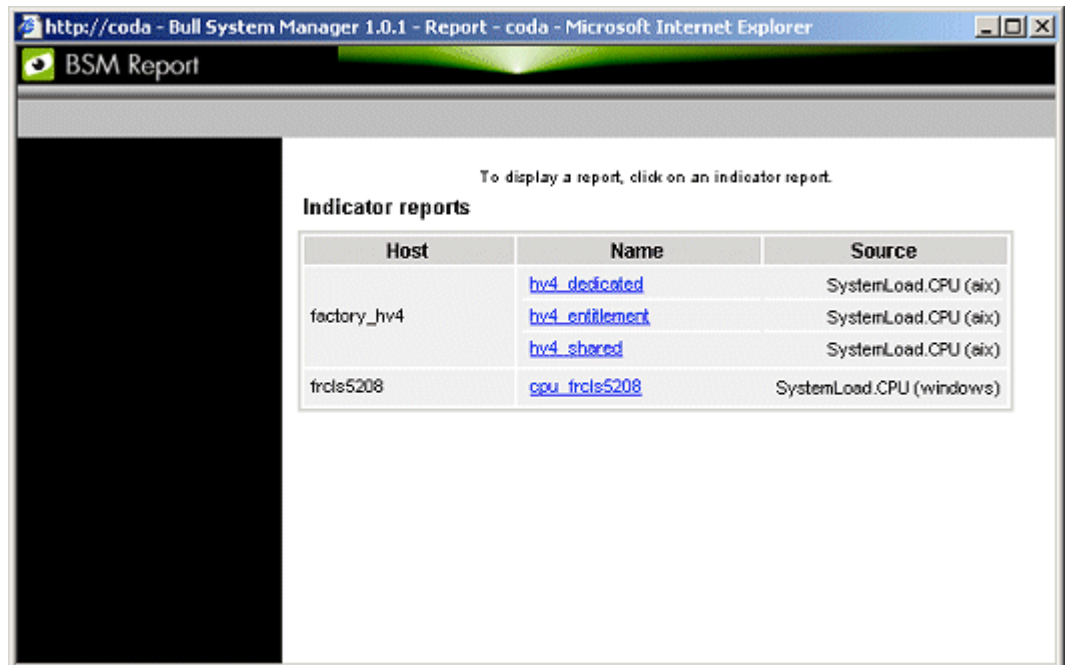 http://coda - Bull System Manager 1.0.1 - Report - coda - Microsoft Internet Explorer
BSM Report
To display a report, click on an indicator report.
Indicator reports
Host Name Source
hv4_dedicated SystemLoad.CPU (aix)
factory_hv4 hv4_entitlement SystemLoad.CPU (aix)
hv4_shared SystemLoad.CPU (aix)
frcls5208 cpu_frcls5208 SystemLoad.CPU (windows)